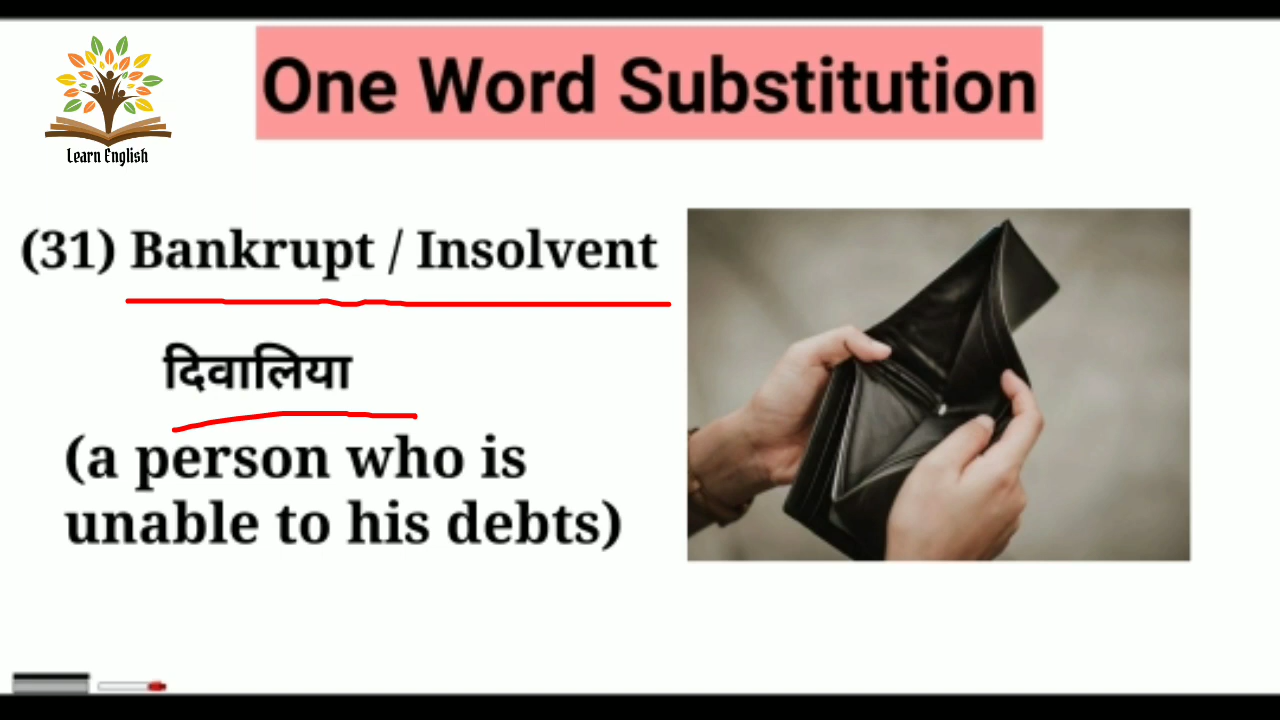 Learn English
One Word Substitution
(31) Bankrupt / Insolvent
दिवालिया
(a person who is
unable to his debts)